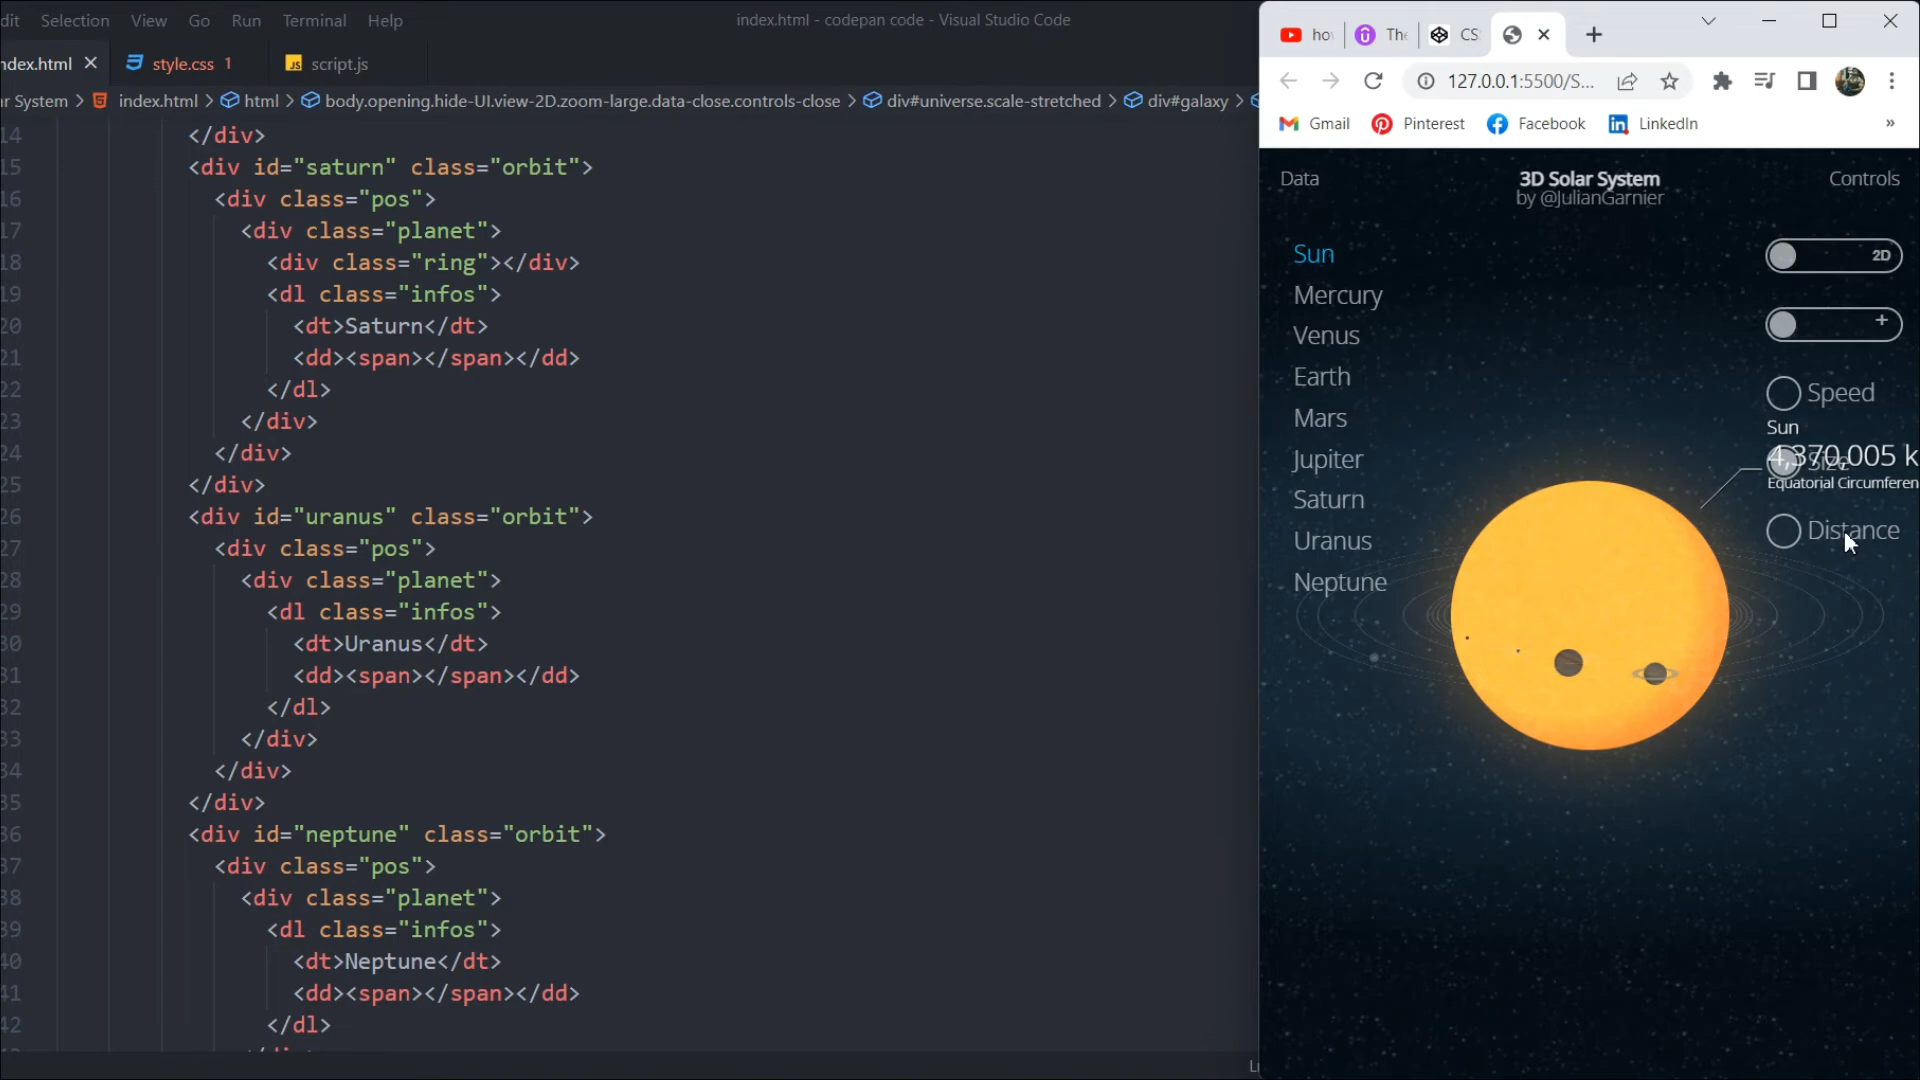 dit Selection View Go Run Terminal Help
index.html - codepan code - Visual Studio Code
ndex.html
style.css 1
JS script.js
ar System > index.html > html > body.opening.hide-UI.view-2D.zoom-large.data-close.controls-close > div#universe.scale-stretched > div#galaxy >
14 </div>
15 <div id="saturn" class="orbit">
16 <div class="pos">
17 <div class="planet">
18 <div class="ring"></div>
19 <dl class="infos">
20 <dt>Saturn</dt>
21 <dd><span></span></dd>
22 </dl>
23 </div>
24 </div>
25 </div>
26 <div id="uranus" class="orbit">
27 <div class="pos">
28 <div class="planet">
29 <dl class="infos">
30 <dt>Uranus</dt>
31 <dd><span></span></dd>
32 </dl>
33 </div>
34 </div>
35 </div>
36 <div id="neptune" class="orbit">
37 <div class="pos">
38 <div class="planet">
39 <dl class="infos">
40 <dt>Neptune</dt>
41 <dd><span></span></dd>
42 </dl>
ho
The
CS
127.0.0.1:5500/S...
Gmail Pinterest Facebook LinkedIn »
Data
3D Solar System
by @JulianGarnier
Controls
Sun
Mercury
Venus
Earth
Mars
Jupiter
Saturn
Uranus
Neptune
2D
+
Speed
Sun
4,370,005 k
Size
Equatorial Circumferen
Distance